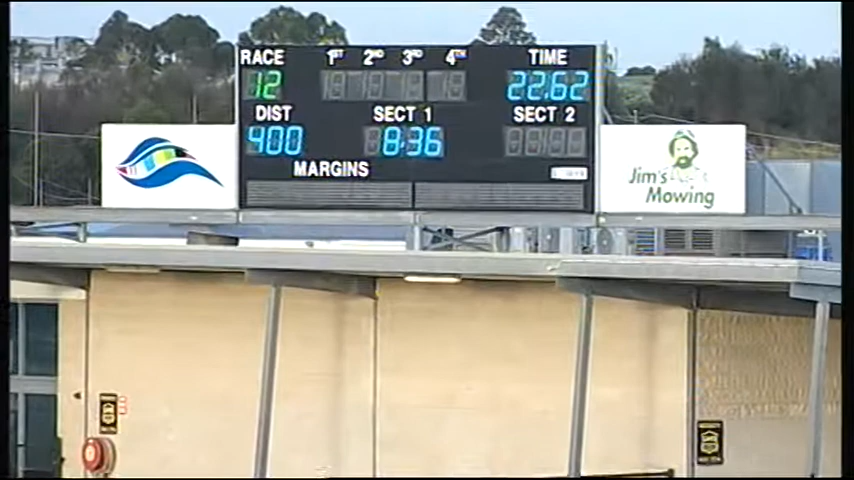 RACE 1ST 2ND 3RD 4TH TIME
12 22.62
DIST SECT 1 SECT 2
400 8:36
MARGINS
Jim's
Mowing